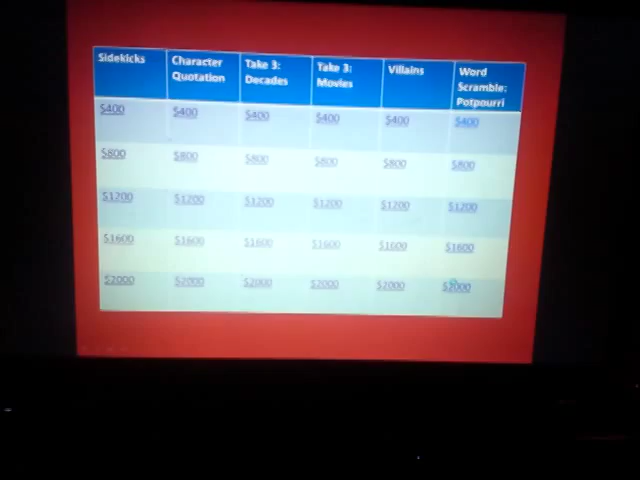 Sidekicks Character Quotation Take 3: Decades Take 3: Movies Villains Word Scramble: Potpourri
$400 $400 $400 $400 $400 $400
$800 $800 $800 $800 $800 $800
$1200 $1200 $1200 $1200 $1200 $1200
$1600 $1600 $1600 $1600 $1600 $1600
$2000 $2000 $2000 $2000 $2000 $2000